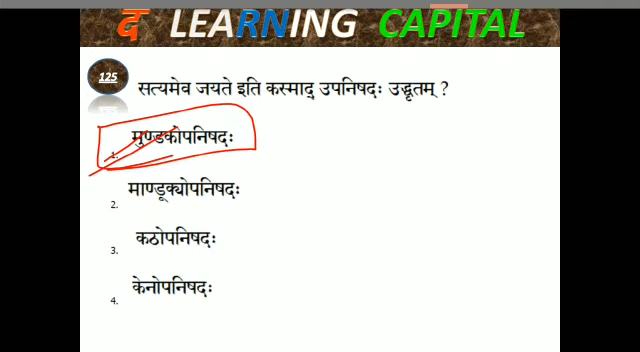 द LEARNING CAPITAL
125
सत्यमेव जयते इति कस्माद् उपनिषदः उद्धृतम् ?
1. मुण्डकोपनिषदः
2. माण्डूक्योपनिषदः
3. कठोपनिषदः
4. केनोपनिषदः